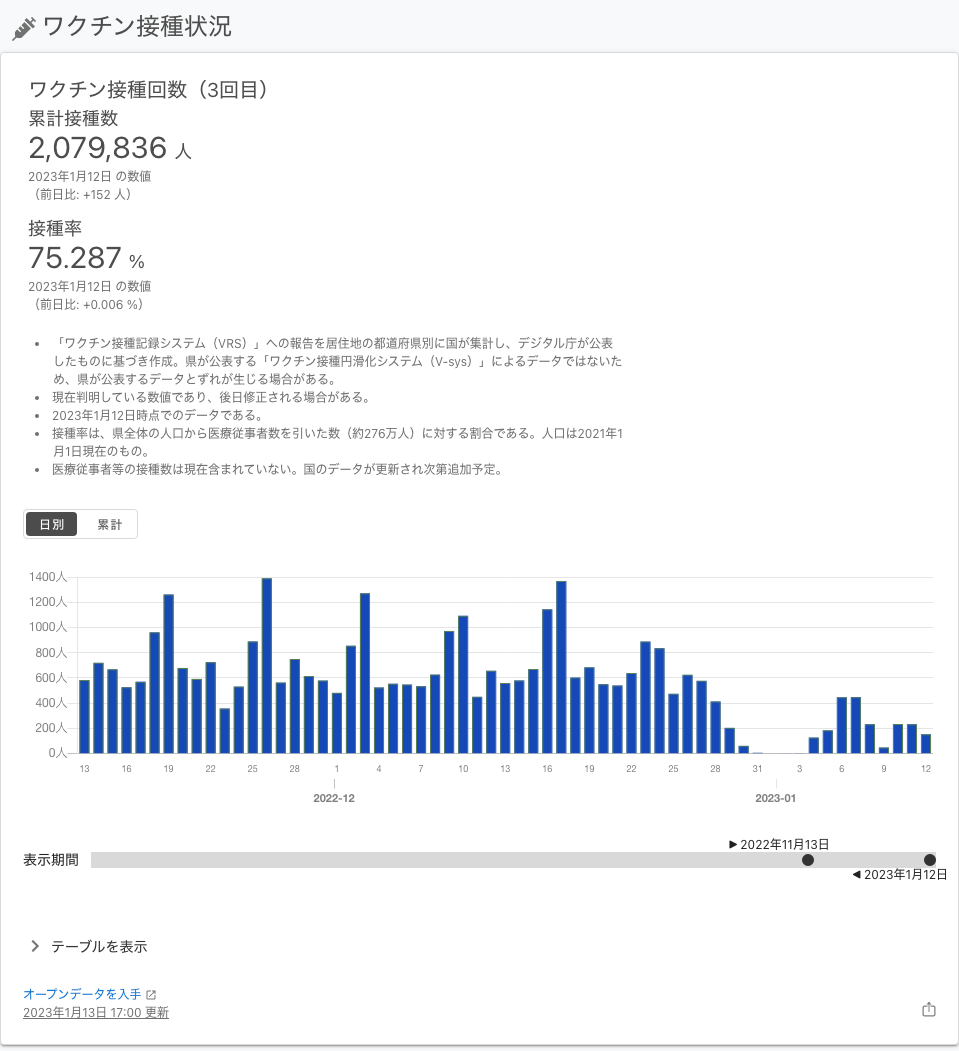 ワクチン接種状況
ワクチン接種回数（3回目）
累計接種数
2,079,836 人
2023年1月12日 の数値
（前日比: +152 人）
接種率
75.287 %
2023年1月12日 の数値
（前日比: +0.006 %）
「ワクチン接種記録システム（VRS）」への報告を居住地の都道府県別に国が集計し、デジタル庁が公表
したものに基づき作成。県が公表する「ワクチン接種円滑化システム（V-sys）」によるデータではないた
め、県が公表するデータとずれが生じる場合がある。
現在判明している数値であり、後日修正される場合がある。
2023年1月12日時点でのデータである。
接種率は、県全体の人口から医療従事者数を引いた数（約276万人）に対する割合である。人口は2021年1
月1日現在のもの。
医療従事者等の接種数は現在含まれていない。国のデータが更新され次第追加予定。
日別 累計
1400人
1200人
1000人
800人
600人
400人
200人
0人
13 16 19 22 25 28 1 4 7 10 13 16 19 22 25 28 31 3 6 9 12
2022-12 2023-01
▶ 2022年11月13日
表示期間
◀ 2023年1月12日
テーブルを表示
オープンデータを入手
2023年1月13日 17:00 更新